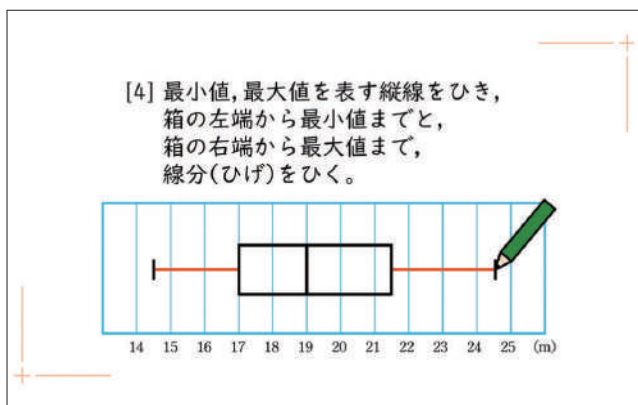 [4] 最小値,最大値を表す縦線をひき,
箱の左端から最小値までと,
箱の右端から最大値まで,
線分(ひげ)をひく。
14 15 16 17 18 19 20 21 22 23 24 25 (m)